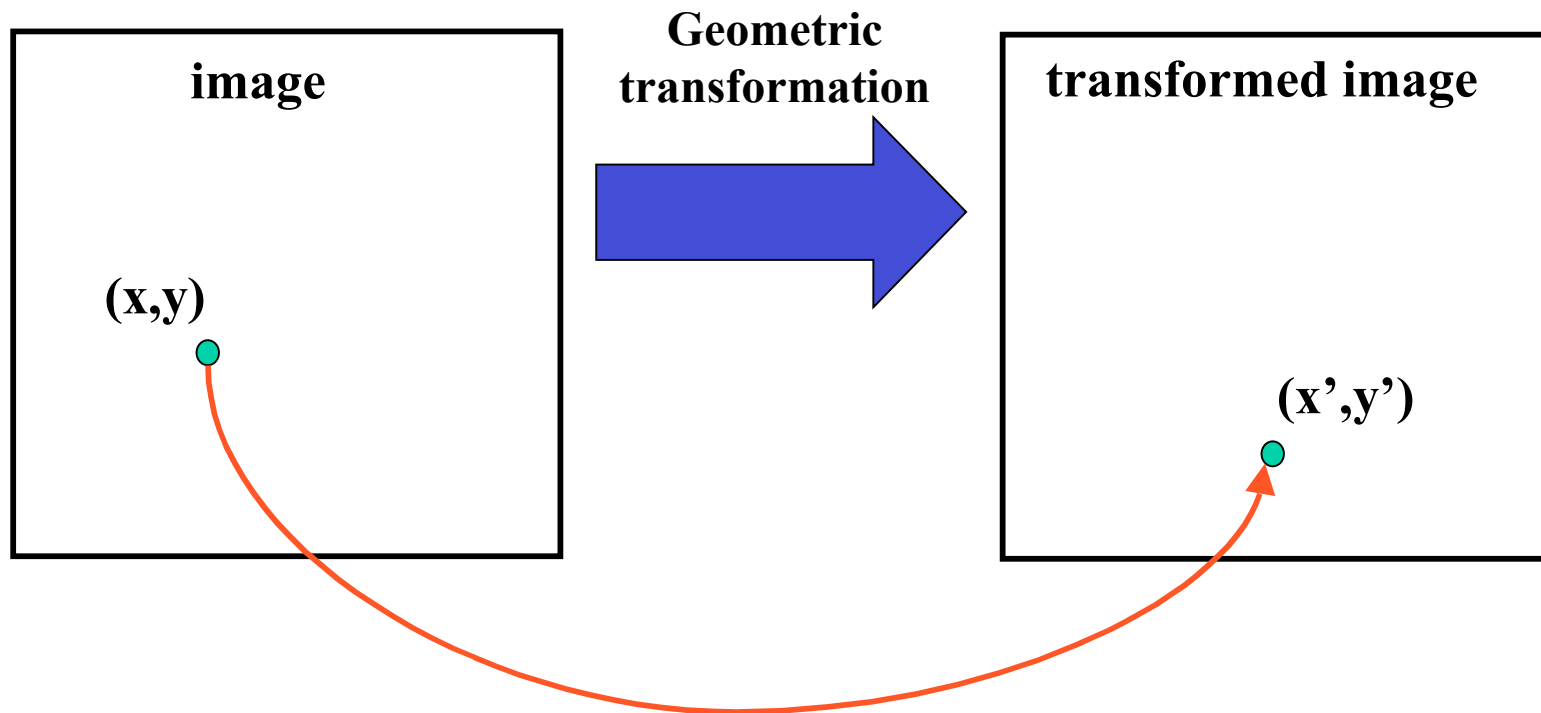 image
Geometric
transformation
transformed image
(x,y)
(x’,y’)